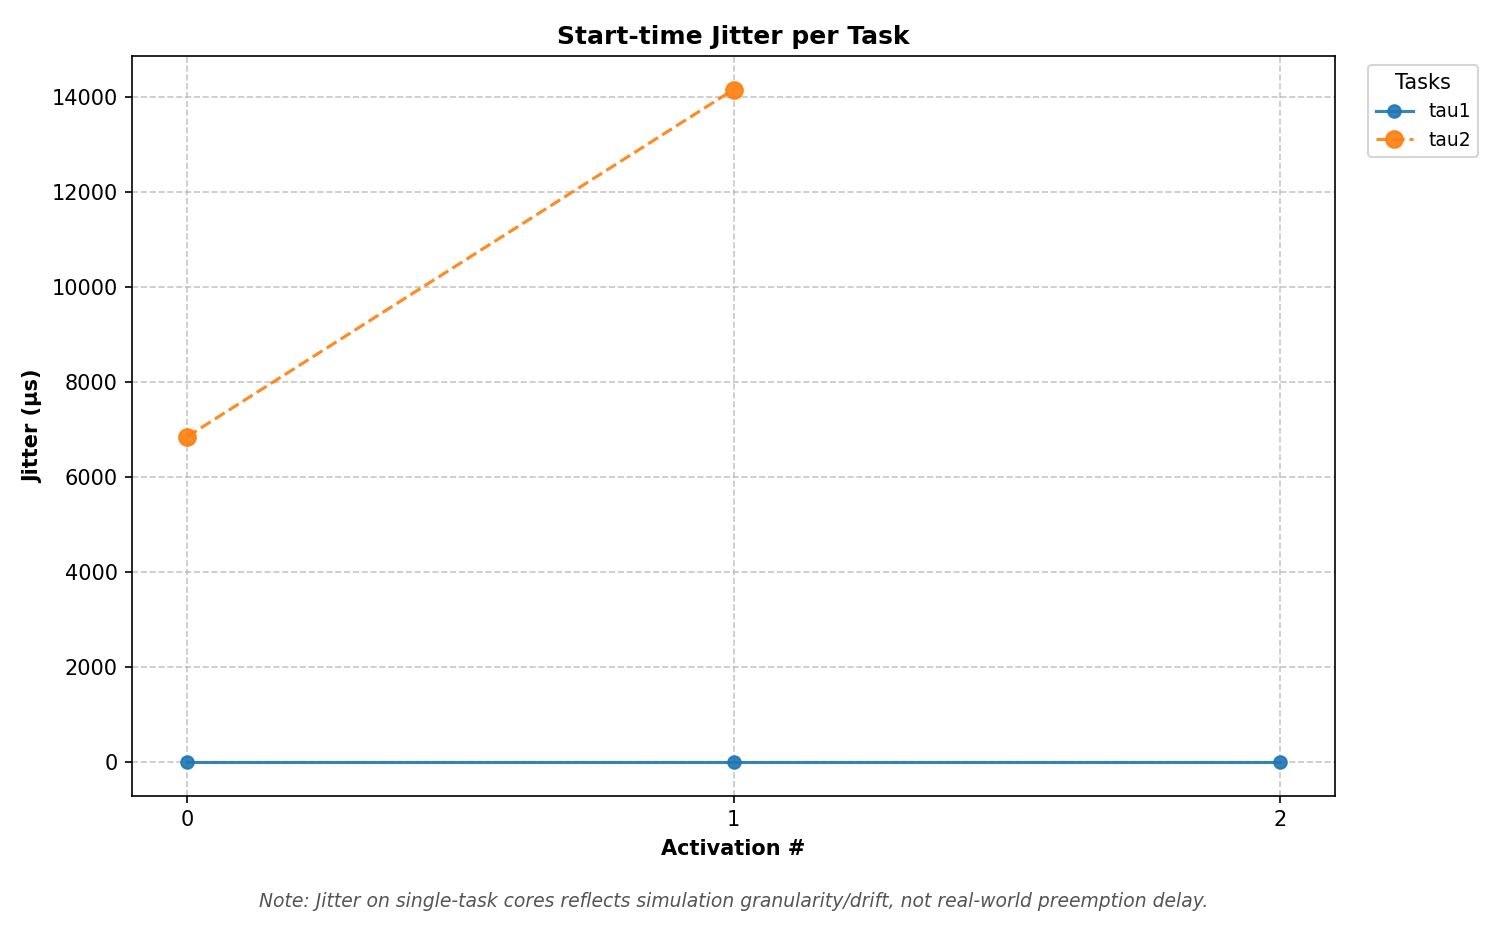 Start-time Jitter per Task
Tasks
tau1
tau2
14000
12000
10000
8000
6000
4000
2000
0
Jitter (µs)
0 1 2
Activation #
Note: Jitter on single-task cores reflects simulation granularity/drift, not real-world preemption delay.